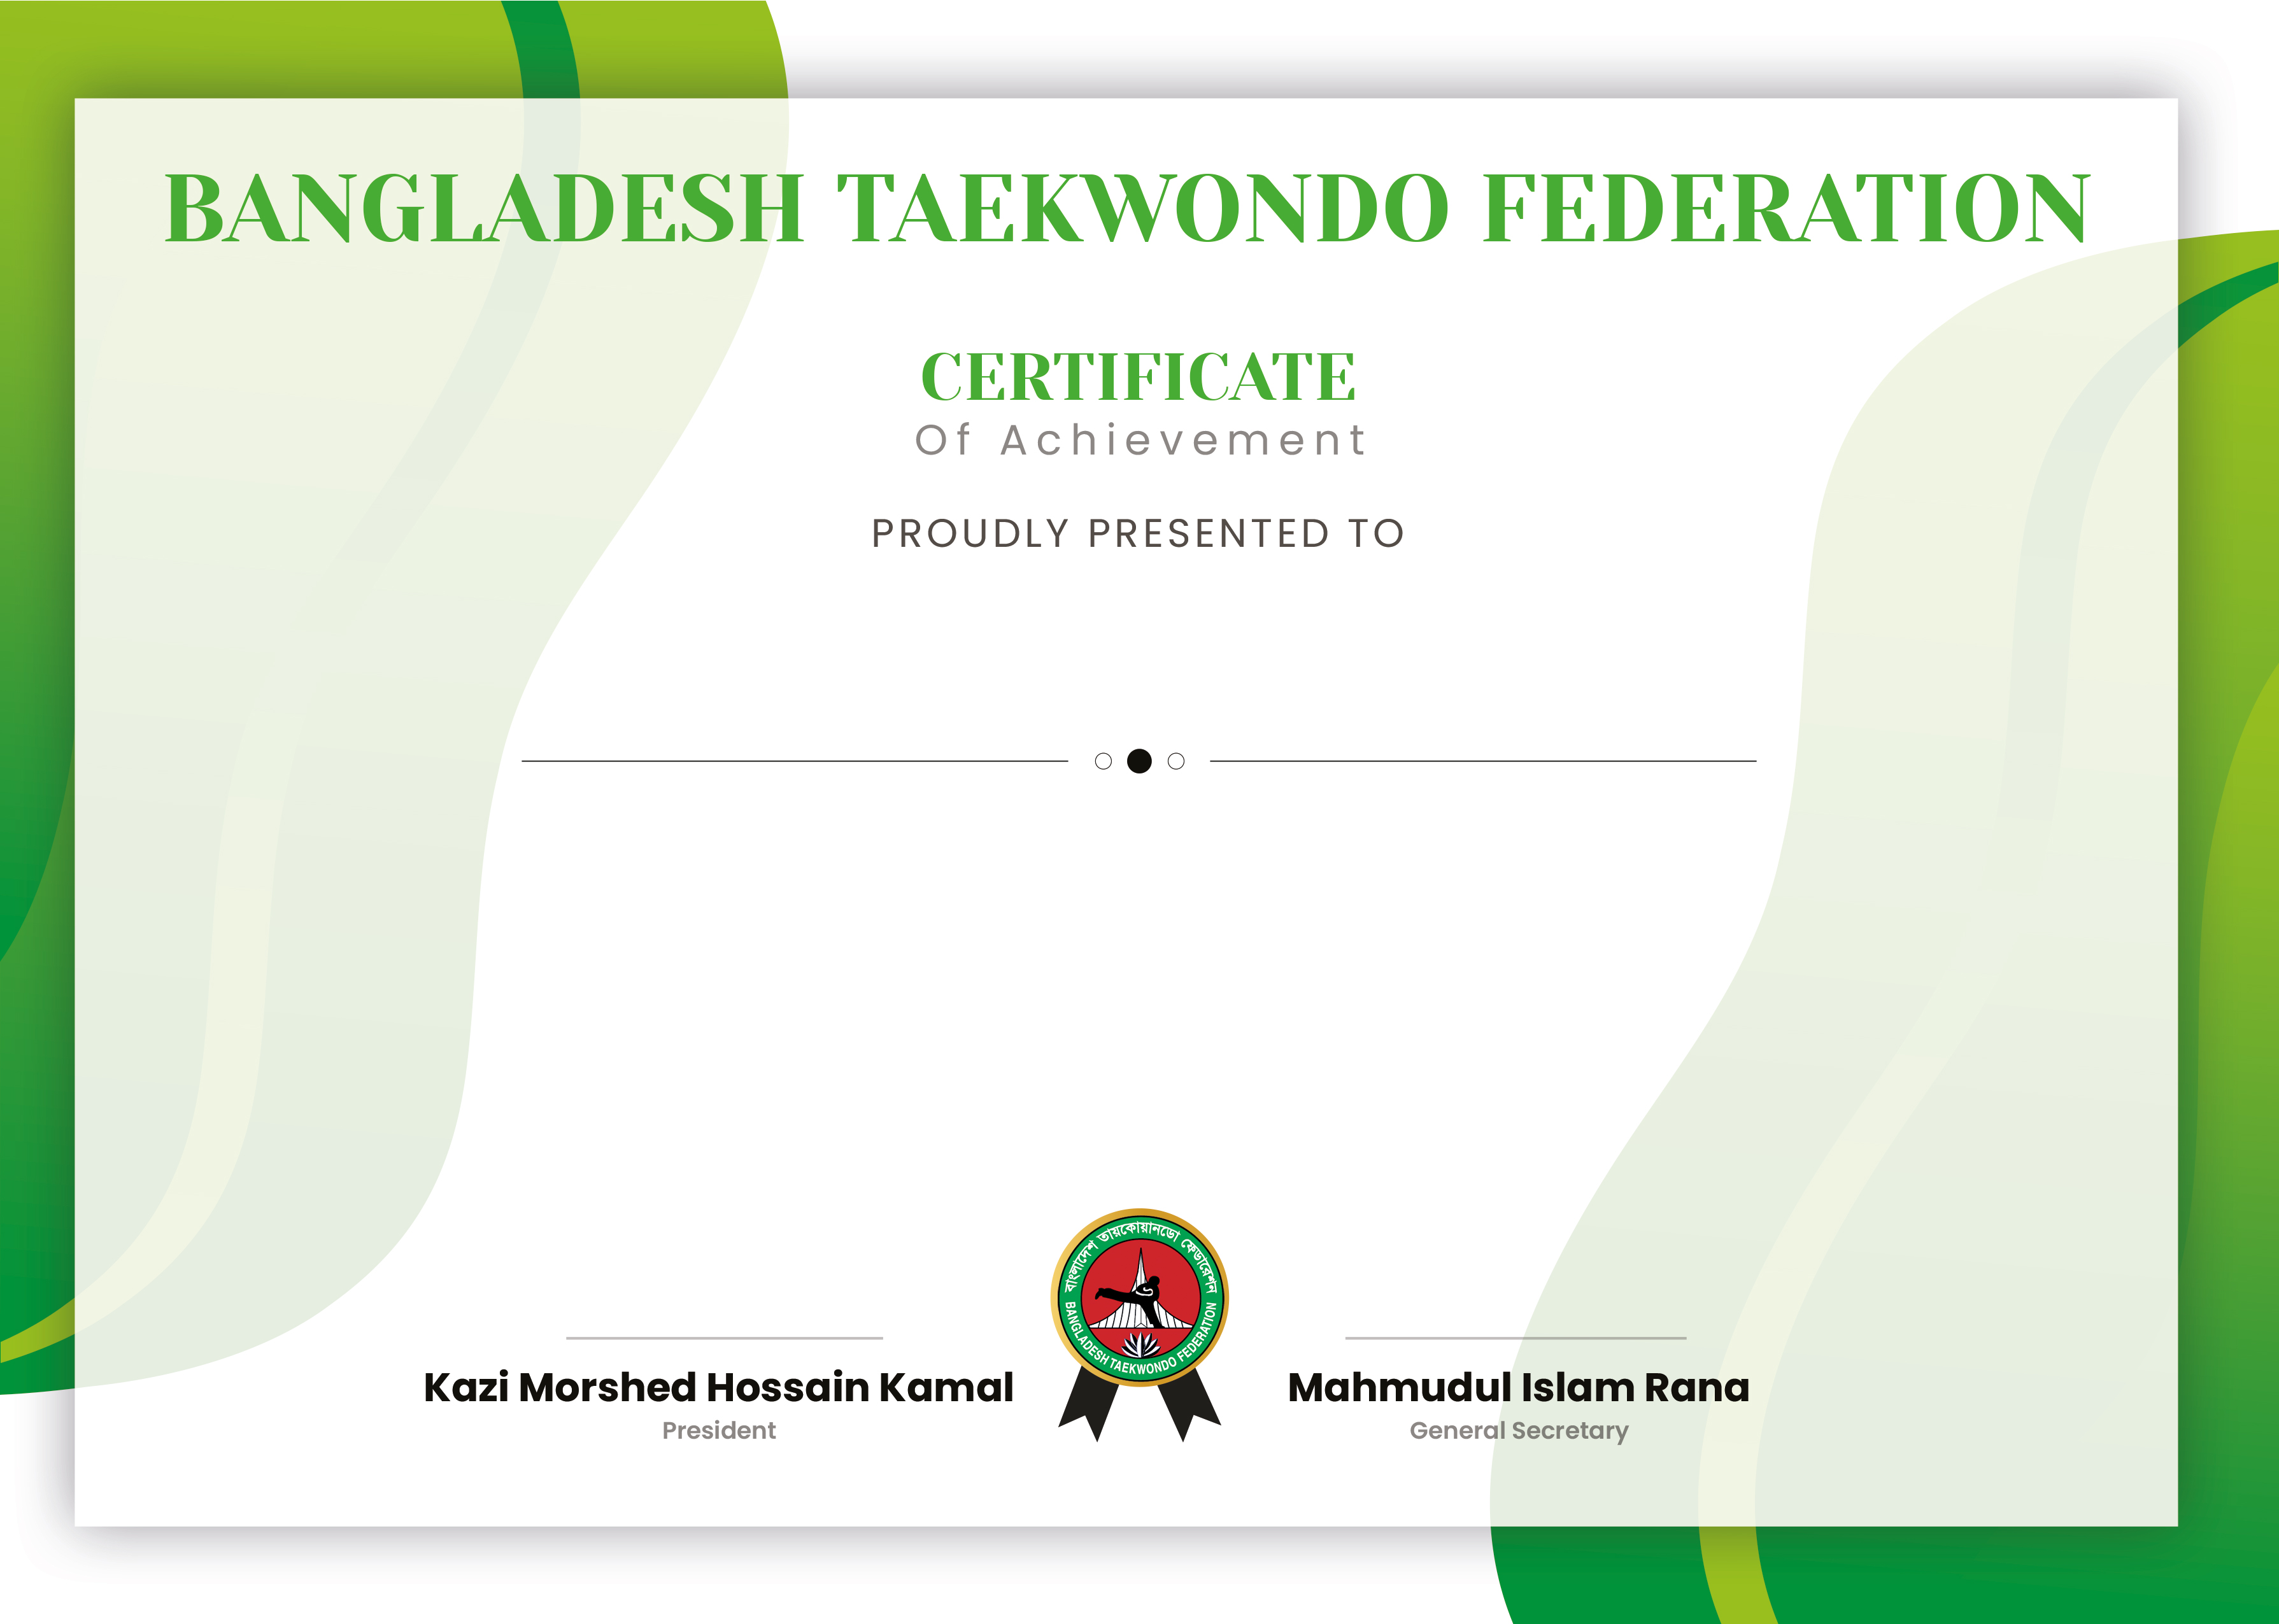 BANGLADESH TAEKWONDO FEDERATION
CERTIFICATE
Of Achievement
PROUDLY PRESENTED TO
বাংলাদেশ তায়কোয়ানডো ফেডারেশন
BANGLADESH TAEKWONDO FEDERATION
Kazi Morshed Hossain Kamal
President
Mahmudul Islam Rana
General Secretary